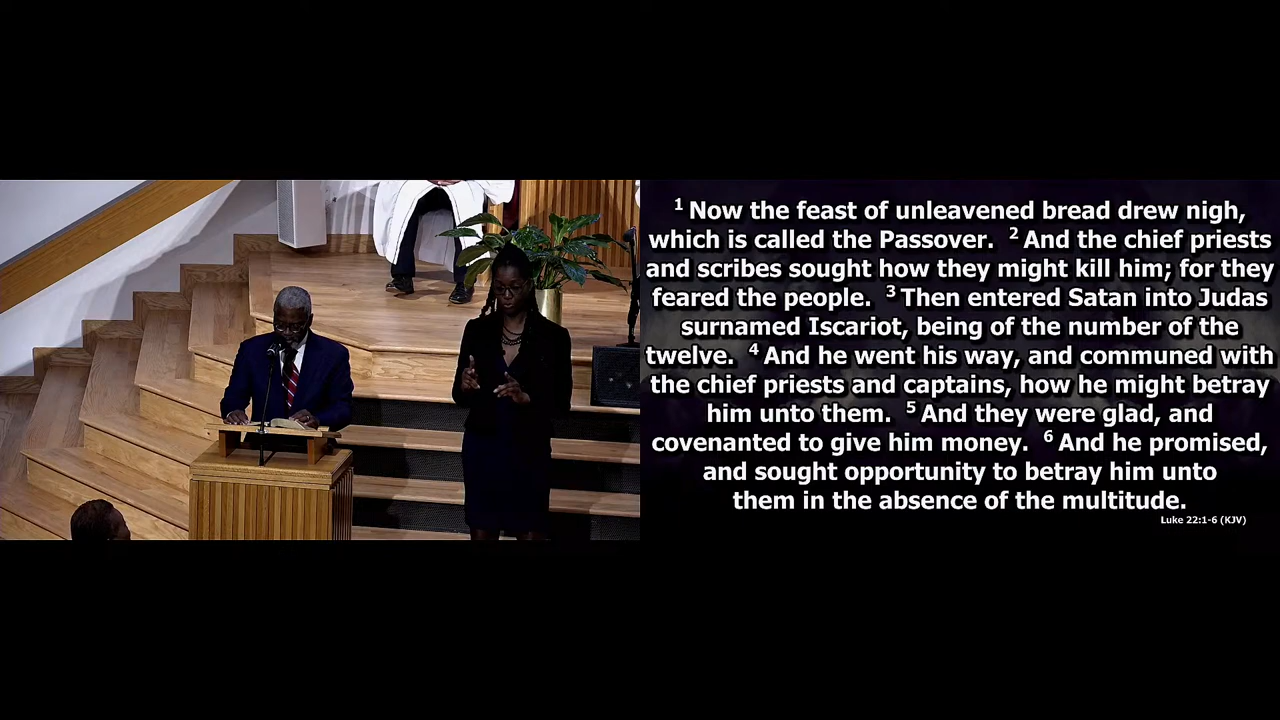 1 Now the feast of unleavened bread drew nigh,
which is called the Passover. 2 And the chief priests
and scribes sought how they might kill him; for they
feared the people. 3 Then entered Satan into Judas
surnamed Iscariot, being of the number of the
twelve. 4 And he went his way, and communed with
the chief priests and captains, how he might betray
him unto them. 5 And they were glad, and
covenanted to give him money. 6 And he promised,
and sought opportunity to betray him unto
them in the absence of the multitude.
Luke 22:1-6 (KJV)